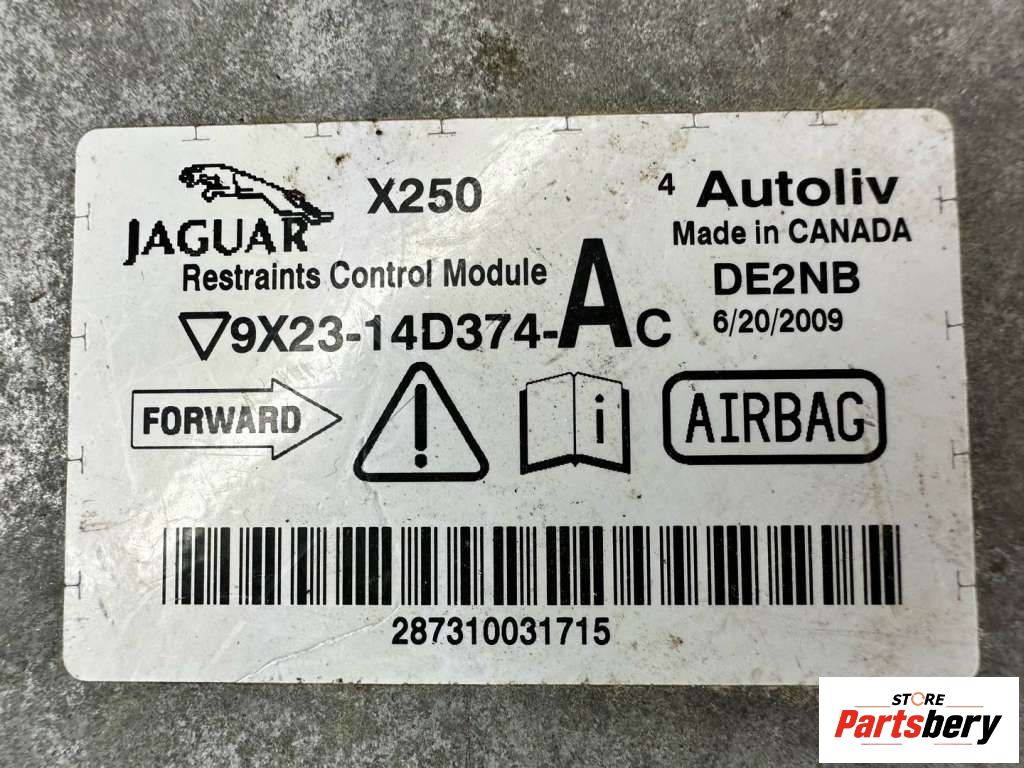 JAGUAR
X250
4 Autoliv
Made in CANADA
Restraints Control Module
DE2NB
9X23-14D374-AC
6/20/2009
FORWARD
!
i
AIRBAG
287310031715
STORE
Partsbery